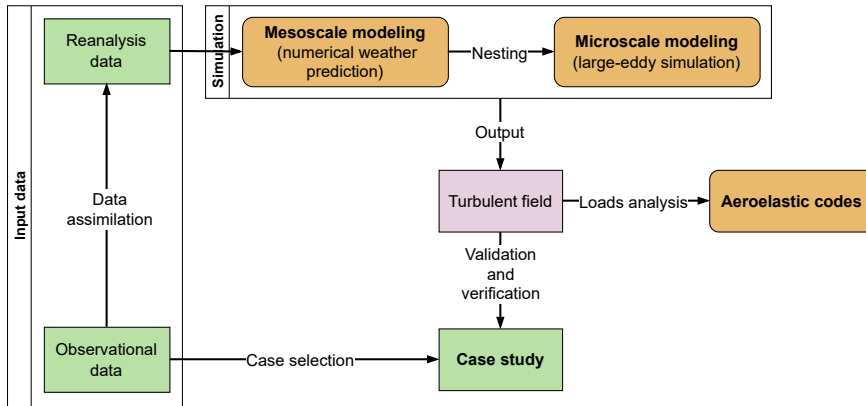 Input data
Reanalysis
data
Data
assimilation
Observational
data
Simulation
Mesoscale modeling
(numerical weather
prediction)
Nesting
Microscale modeling
(large-eddy simulation)
Output
Turbulent field
Loads analysis
Aeroelastic codes
Validation
and
verification
Case selection
Case study